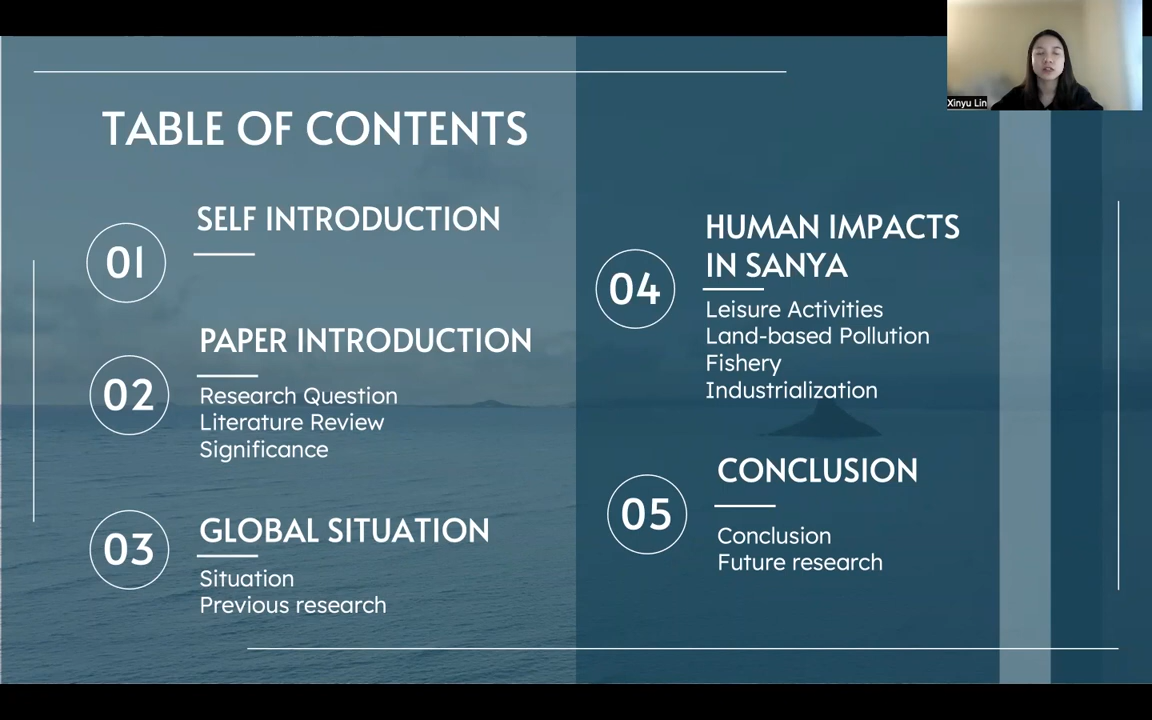 TABLE OF CONTENTS
01
SELF INTRODUCTION
02
PAPER INTRODUCTION
Research Question
Literature Review
Significance
03
GLOBAL SITUATION
Situation
Previous research
04
HUMAN IMPACTS
IN SANYA
Leisure Activities
Land-based Pollution
Fishery
Industrialization
05
CONCLUSION
Conclusion
Future research
Xinyu Lin